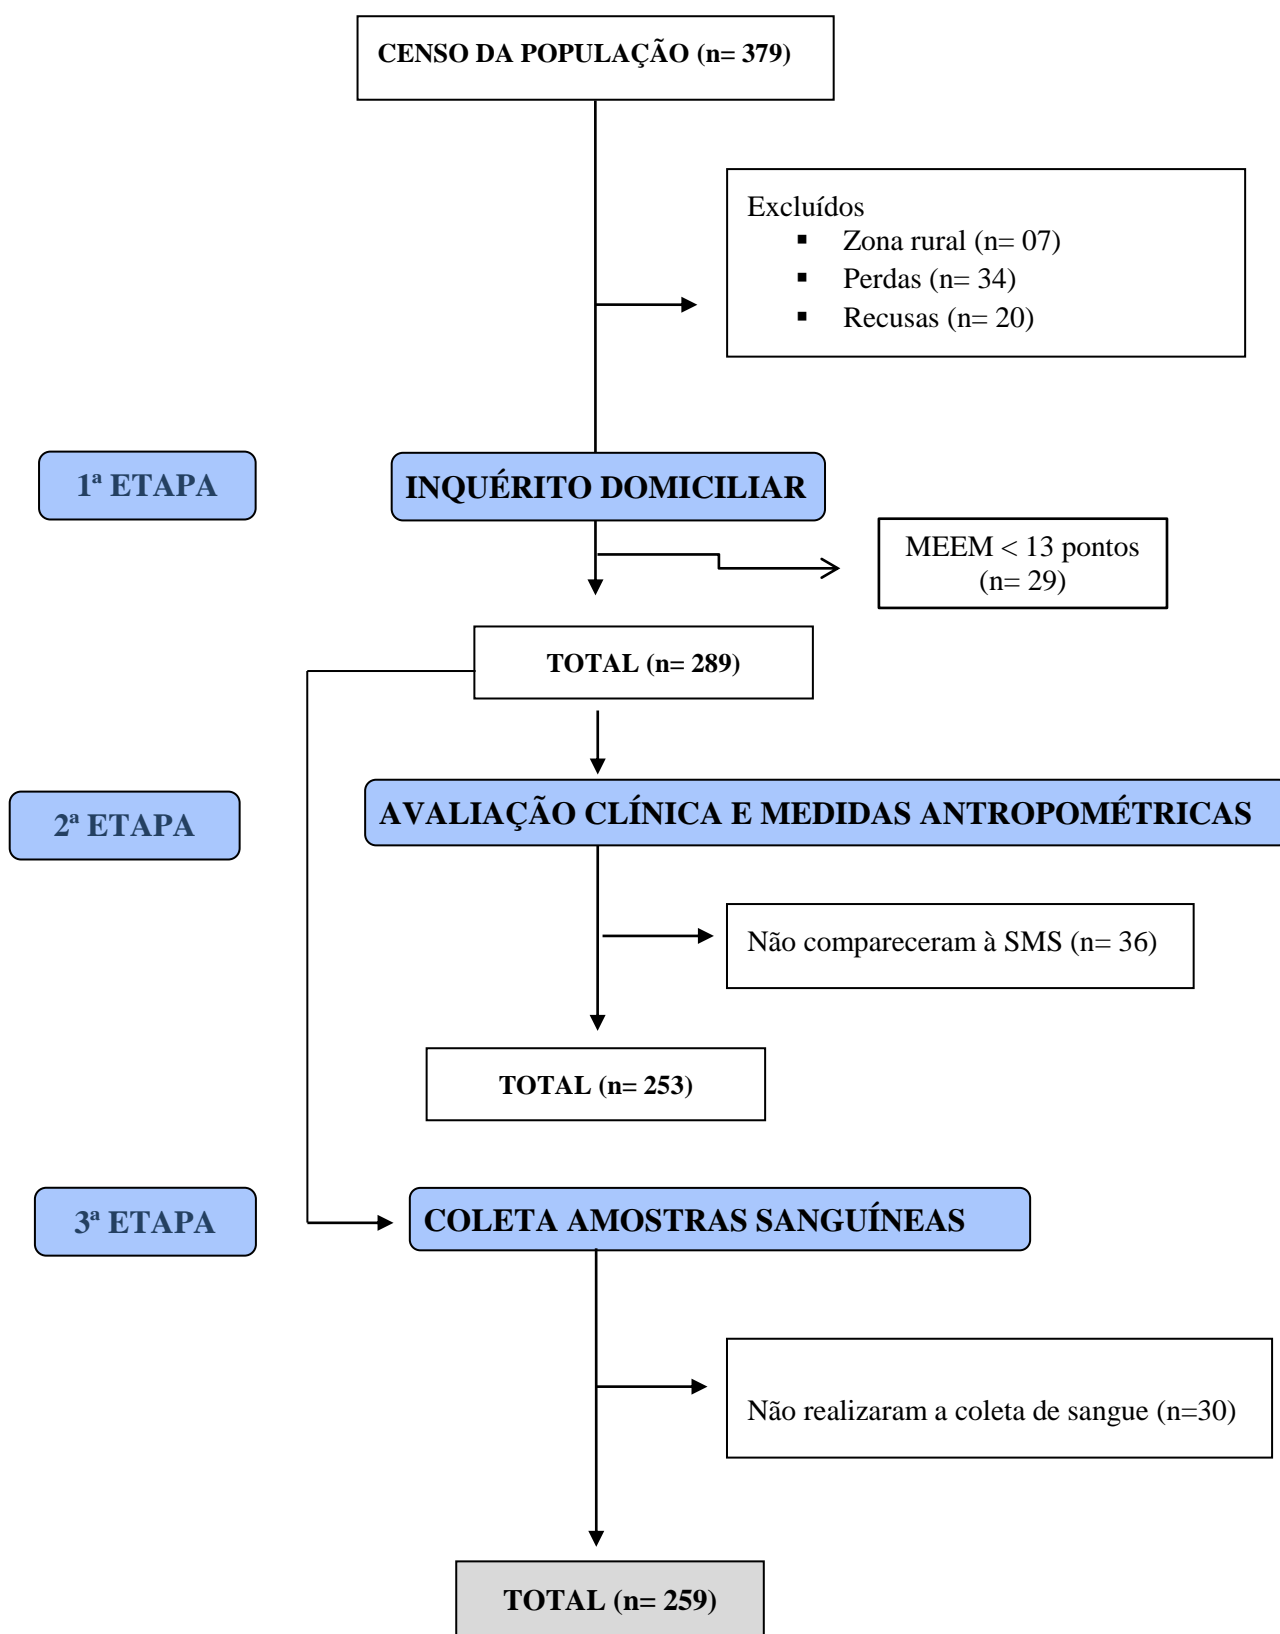 CENSO DA POPULAÇÃO (n= 379)
Excluídos
▪ Zona rural (n= 07)
▪ Perdas (n= 34)
▪ Recusas (n= 20)
1ª ETAPA
INQUÉRITO DOMICILIAR
MEEM < 13 pontos
(n= 29)
TOTAL (n= 289)
2ª ETAPA
AVALIAÇÃO CLÍNICA E MEDIDAS ANTROPOMÉTRICAS
Não compareceram à SMS (n= 36)
TOTAL (n= 253)
3ª ETAPA
COLETA AMOSTRAS SANGUÍNEAS
Não realizaram a coleta de sangue (n=30)
TOTAL (n= 259)